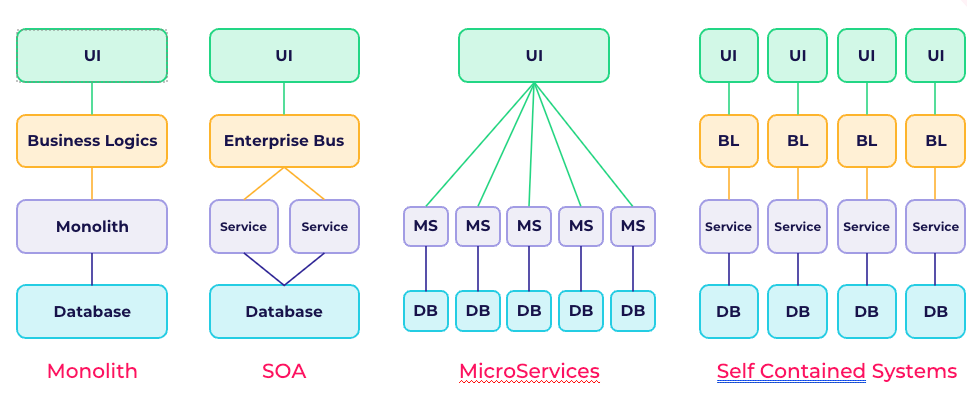 UI
Business Logics
Monolith
Database
Monolith
UI
Enterprise Bus
Service Service
Database
SOA
UI
MS MS MS MS MS
DB DB DB DB DB
MicroServices
UI UI UI UI
BL BL BL BL
Service Service Service Service
DB DB DB DB
Self Contained Systems